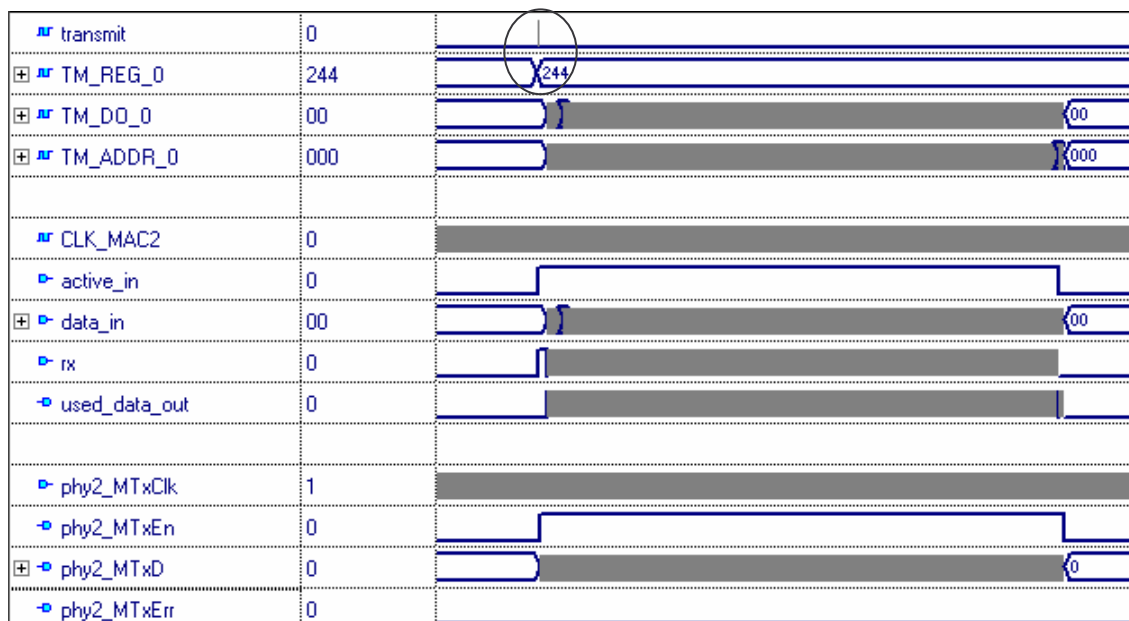 transmit 0
TM_REG_0 244 244
TM_DO_0 00 00
TM_ADDR_0 000 000
CLK_MAC2 0
active_in 0
data_in 00 00
rx 0
used_data_out 0
phy2_MTxClk 1
phy2_MTxEn 0
phy2_MTxD 0 0
phy2_MTxErr 0